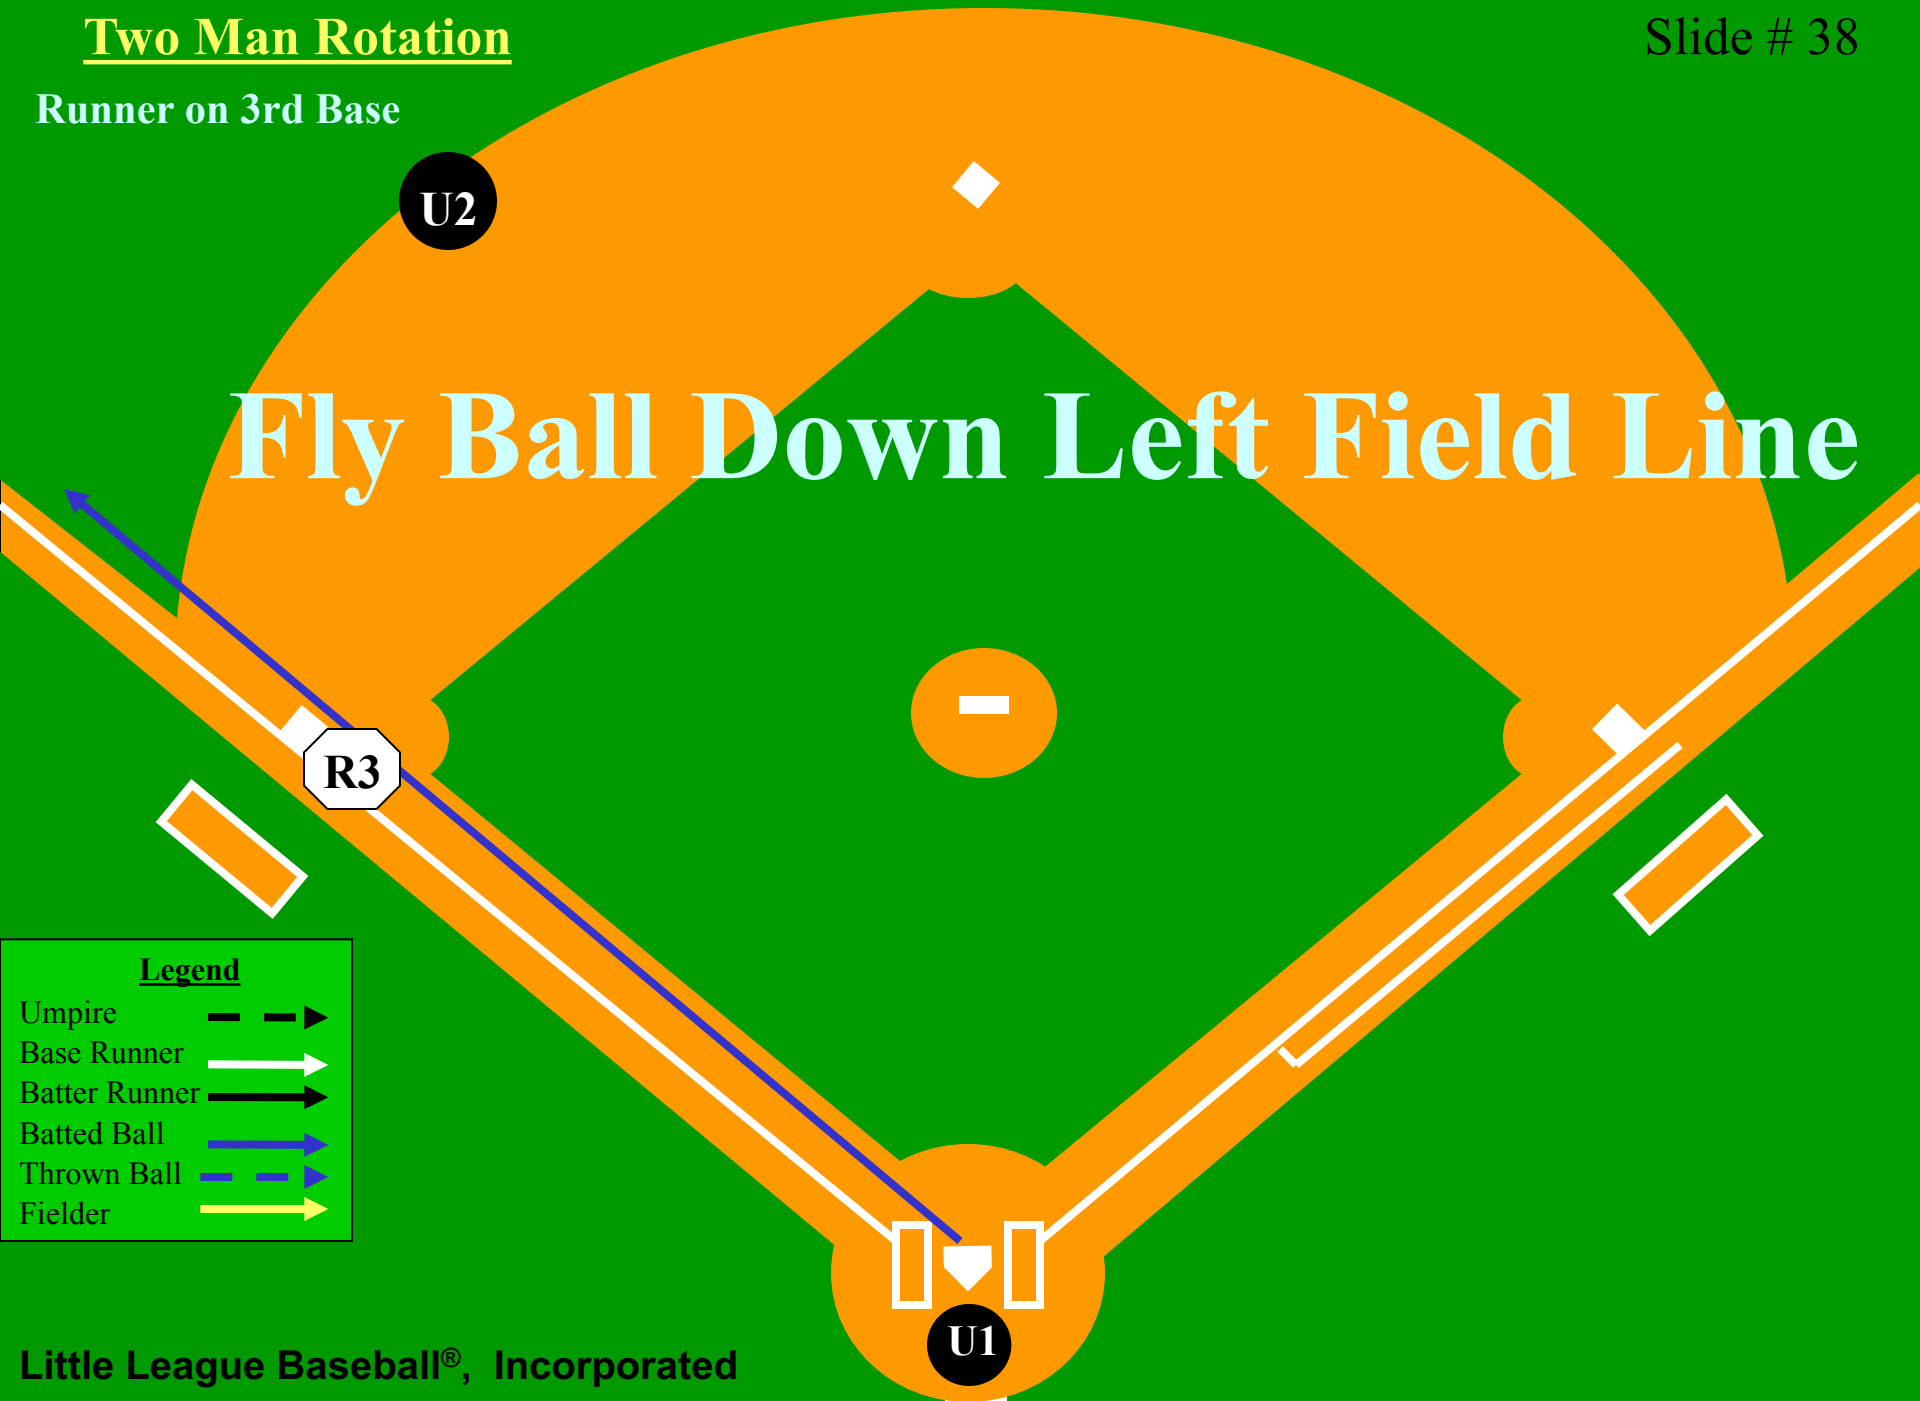 Two Man Rotation
Slide # 38
Runner on 3rd Base
U2
Fly Ball Down Left Field Line
R3
Legend
Umpire
Base Runner
Batter Runner
Batted Ball
Thrown Ball
Fielder
U1
Little League Baseball®, Incorporated